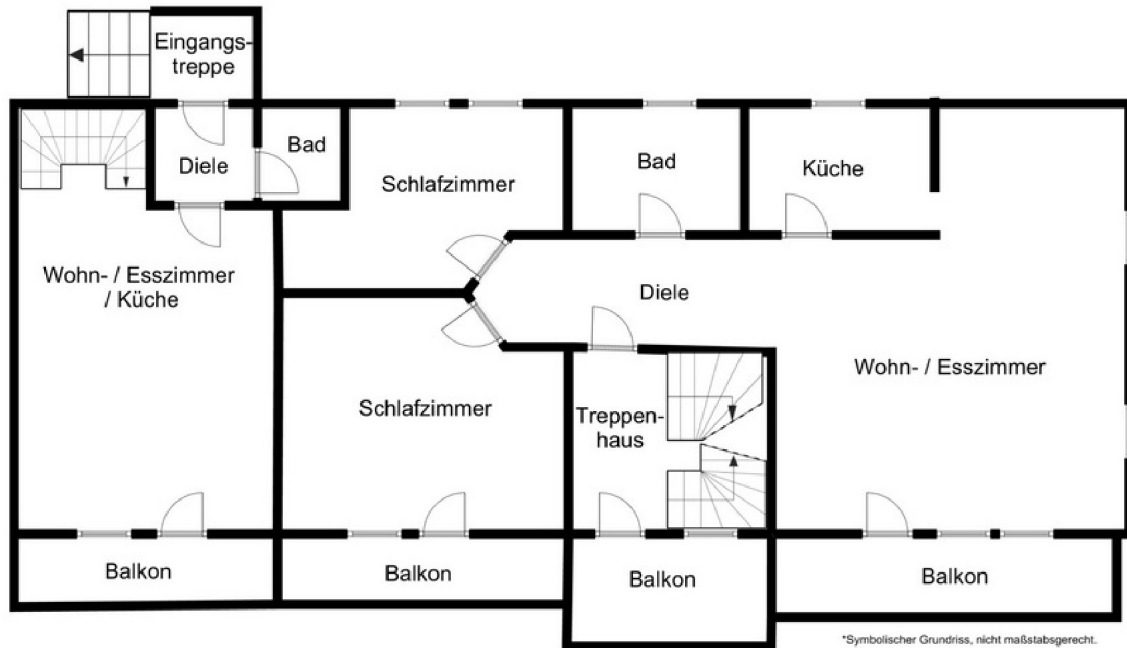 Eingangs-
treppe
Diele
Bad
Schlafzimmer
Bad
Küche
Wohn- / Esszimmer
/ Küche
Diele
Wohn- / Esszimmer
Schlafzimmer
Treppen-
haus
Balkon
Balkon
Balkon
Balkon
*Symbolischer Grundriss, nicht maßstabsgerecht.